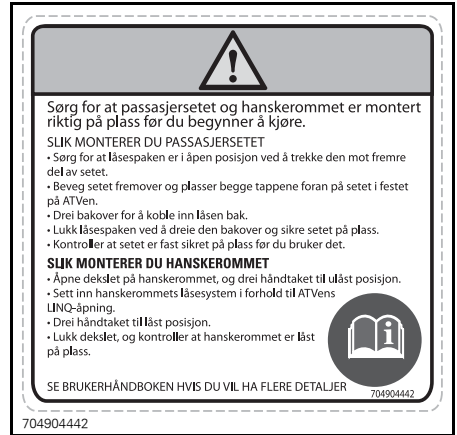 Sørg for at passasjersetet og hanskerommet er montert
riktig på plass før du begynner å kjøre.
SLIK MONTERER DU PASSASJERSETET
• Sørg for at låsespaken er i åpen posisjon ved å trekke den mot fremre
del av setet.
• Beveg setet fremover og plasser begge tappene foran på setet i festet
på ATVen.
• Drei bakover for å koble inn låsen bak.
• Lukk låsespaken ved å dreie den bakover og sikre setet på plass.
• Kontroller at setet er fast sikret på plass før du bruker det.
SLIK MONTERER DU HANSKEROMMET
• Åpne dekslet på hanskerommet, og drei håndtaket til ulåst posisjon.
• Sett inn hanskerommets låsesystem i forhold til ATVens
LINQ-åpning.
• Drei håndtaket til låst posisjon.
• Lukk dekslet, og kontroller at hanskerommet er låst
på plass.
SE BRUKERHÅNDBOKEN HVIS DU VIL HA FLERE DETALJER
704904442
704904442